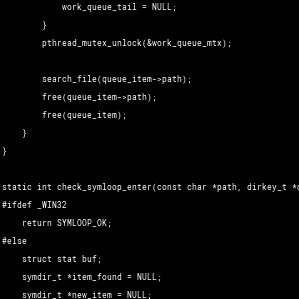 work_queue_tail = NULL;
}
pthread_mutex_unlock(&work_queue_mtx);
search_file(queue_item->path);
free(queue_item->path);
free(queue_item);
}
}
static int check_symloop_enter(const char *path, dirkey_t *
#ifdef _WIN32
return SYMLOOP_OK;
#else
struct stat buf;
symdir_t *item_found = NULL;
symdir_t *new_item = NULL;